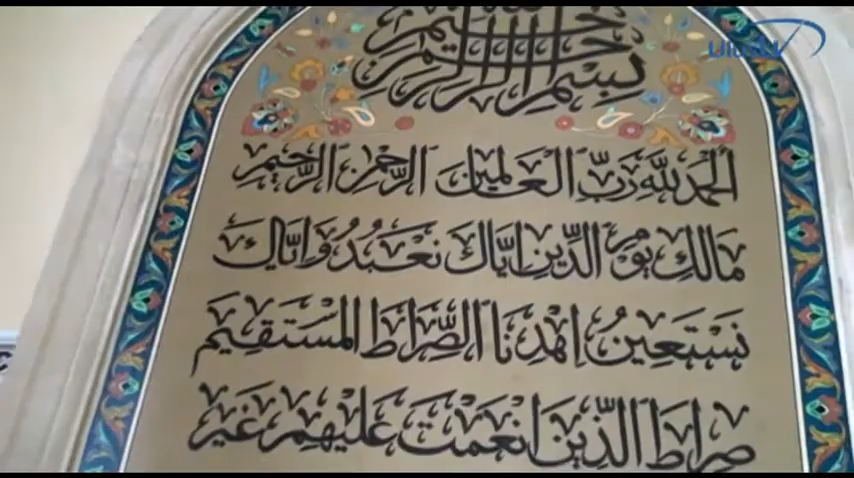 بسم الله الرحمن الرحيم
الحمد لله رب العالمين الرحمن الرحيم
مالك يوم الدين اياك نعبد واياك
نستعين اهدنا الصراط المستقيم
صراط الذين انعمت عليهم غير